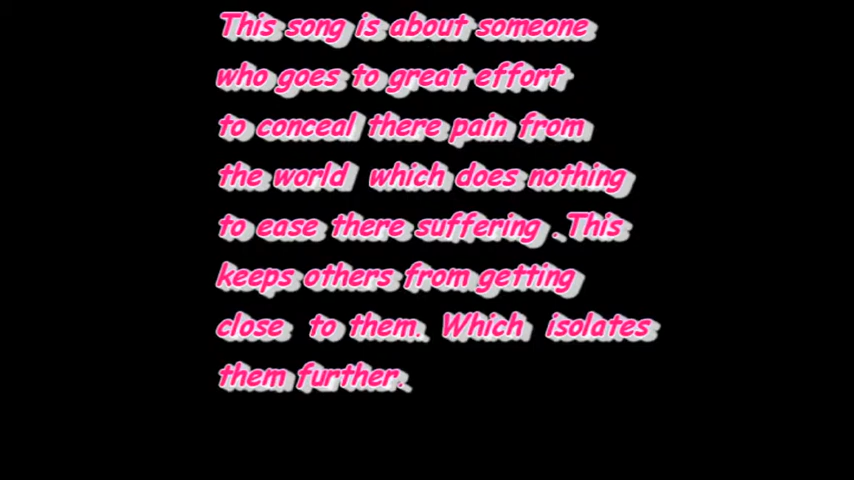 This song is about someone
who goes to great effort
to conceal there pain from
the world which does nothing
to ease there suffering . This
keeps others from getting
close to them. Which isolates
them further.